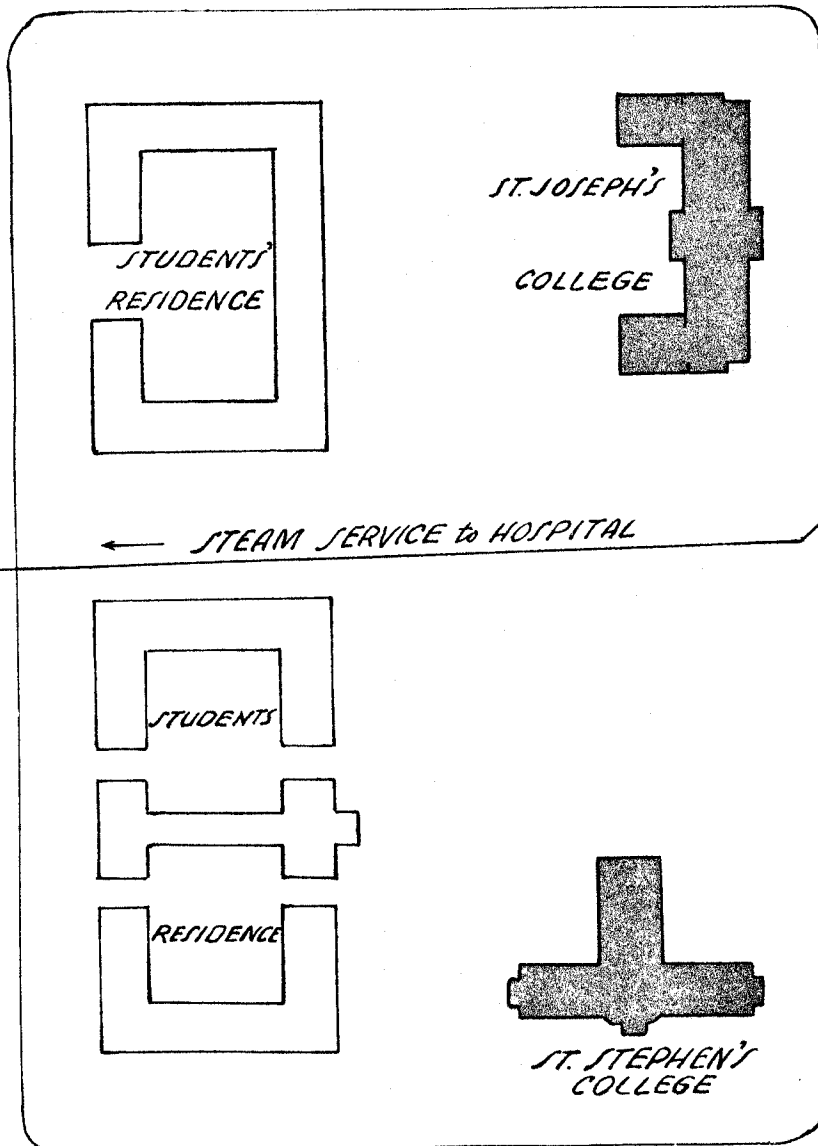 STUDENTS'
RESIDENCE
ST. JOSEPH'S
COLLEGE
STEAM SERVICE to HOSPITAL
STUDENTS
RESIDENCE
ST. STEPHEN'S
COLLEGE